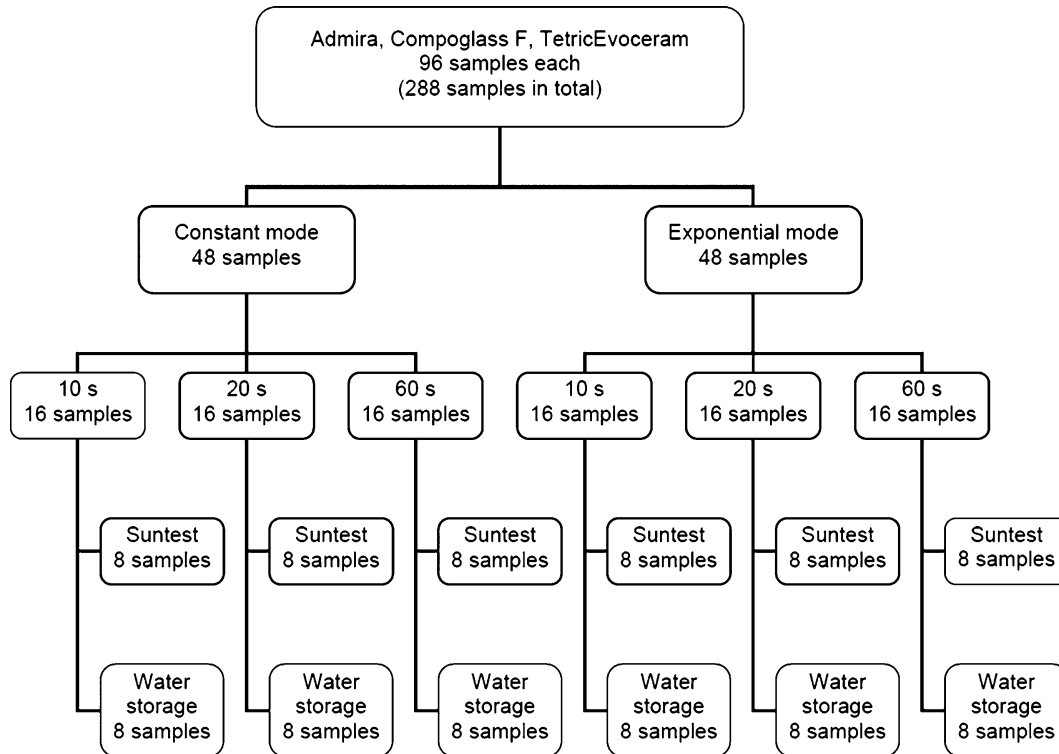 Admira, Compoglass F, TetricEvoceram
96 samples each
(288 samples in total)
Constant mode
48 samples
Exponential mode
48 samples
10 s
16 samples
20 s
16 samples
60 s
16 samples
10 s
16 samples
20 s
16 samples
60 s
16 samples
Suntest
8 samples
Suntest
8 samples
Suntest
8 samples
Suntest
8 samples
Suntest
8 samples
Suntest
8 samples
Water
storage
8 samples
Water
storage
8 samples
Water
storage
8 samples
Water
storage
8 samples
Water
storage
8 samples
Water
storage
8 samples